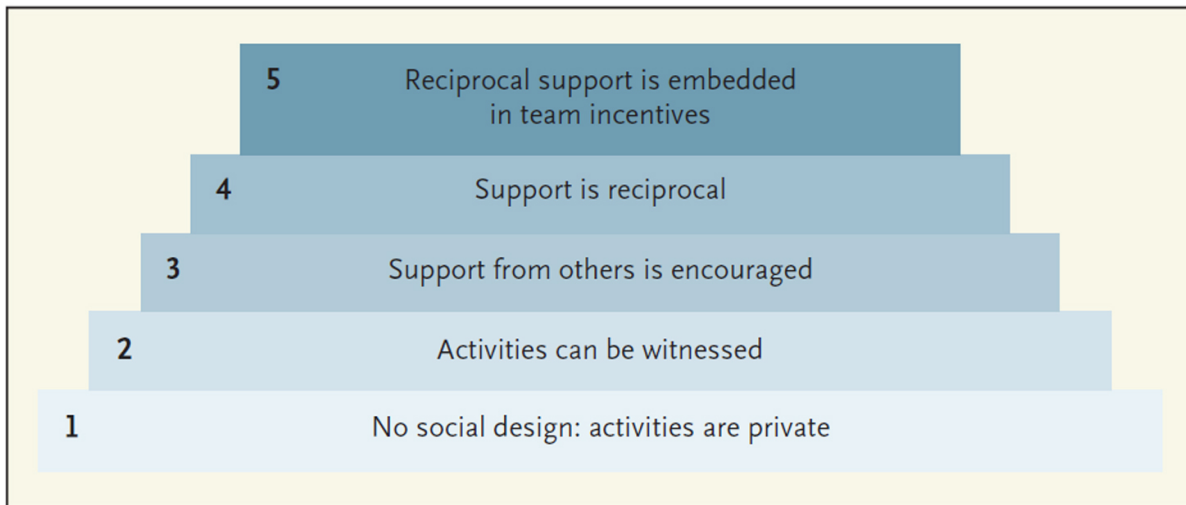 5 Reciprocal support is embedded
in team incentives
4 Support is reciprocal
3 Support from others is encouraged
2 Activities can be witnessed
1 No social design: activities are private